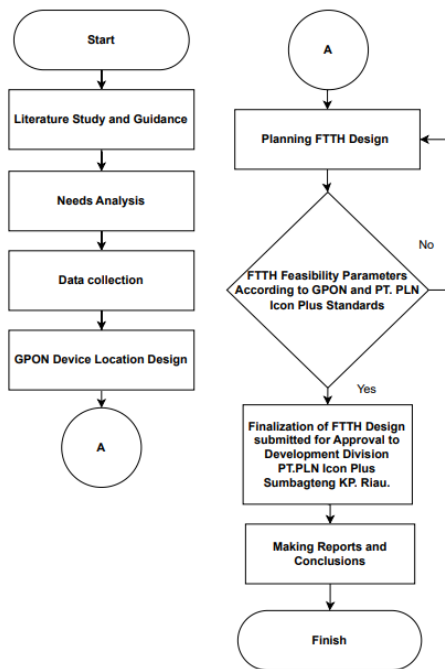 Start
Literature Study and Guidance
Needs Analysis
Data collection
GPON Device Location Design
A
A
Planning FTTH Design
No
FTTH Feasibility Parameters
According to GPON and PT. PLN
Icon Plus Standards
Yes
Finalization of FTTH Design
submitted for Approval to
Development Division
PT.PLN Icon Plus
Sumbagteng KP. Riau.
Making Reports and
Conclusions
Finish